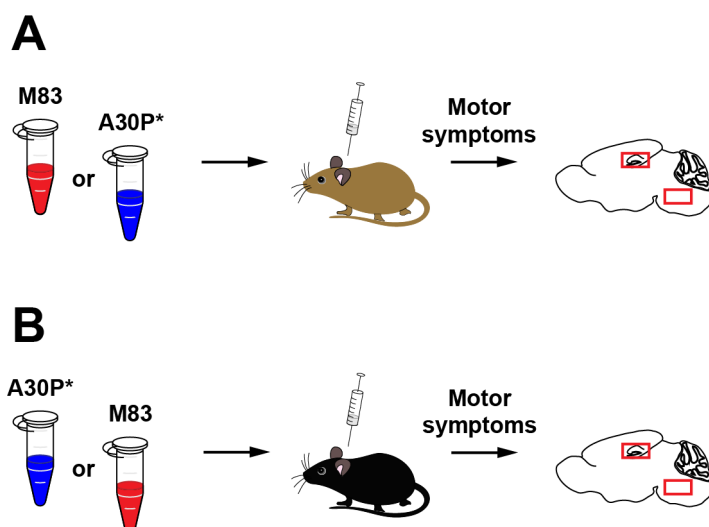 A
M83
A30P*
or
Motor
symptoms
B
A30P*
M83
or
Motor
symptoms